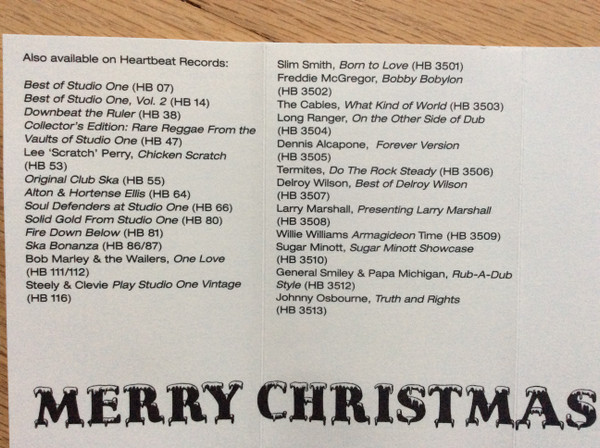 Also available on Heartbeat Records:
Best of Studio One (HB 07)
Best of Studio One, Vol. 2 (HB 14)
Downbeat the Ruler (HB 38)
Collector's Edition: Rare Reggae From the
Vaults of Studio One (HB 47)
Lee 'Scratch' Perry, Chicken Scratch
(HB 53)
Original Club Ska (HB 55)
Alton & Hortense Ellis (HB 64)
Soul Defenders at Studio One (HB 66)
Solid Gold From Studio One (HB 80)
Fire Down Below (HB 81)
Ska Bonanza (HB 86/87)
Bob Marley & the Wailers, One Love
(HB 111/112)
Steely & Clevie Play Studio One Vintage
(HB 116)
Slim Smith, Born to Love (HB 3501)
Freddie McGregor, Bobby Bobylon
(HB 3502)
The Cables, What Kind of World (HB 3503)
Long Ranger, On the Other Side of Dub
(HB 3504)
Dennis Alcapone, Forever Version
(HB 3505)
Termites, Do The Rock Steady (HB 3506)
Delroy Wilson, Best of Delroy Wilson
(HB 3507)
Larry Marshall, Presenting Larry Marshall
(HB 3508)
Willie Williams Armagideon Time (HB 3509)
Sugar Minott, Sugar Minott Showcase
(HB 3510)
General Smiley & Papa Michigan, Rub-A-Dub
Style (HB 3512)
Johnny Osbourne, Truth and Rights
(HB 3513)
MERRY CHRISTMAS